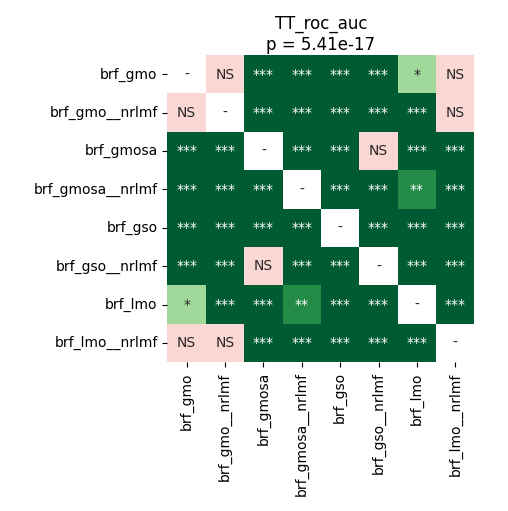 TT_roc_auc
p = 5.41e-17
brf_gmo - NS *** *** *** *** * NS
brf_gmo__nrlmf NS - *** *** *** *** *** NS
brf_gmosa *** *** - *** *** NS *** ***
brf_gmosa__nrlmf *** *** *** - *** *** ** ***
brf_gso *** *** *** *** - *** *** ***
brf_gso__nrlmf *** *** NS *** *** - *** ***
brf_lmo * *** *** ** *** *** - ***
brf_lmo__nrlmf NS NS *** *** *** *** *** -
brf_gmo
brf_gmo__nrlmf
brf_gmosa
brf_gmosa__nrlmf
brf_gso
brf_gso__nrlmf
brf_lmo
brf_lmo__nrlmf